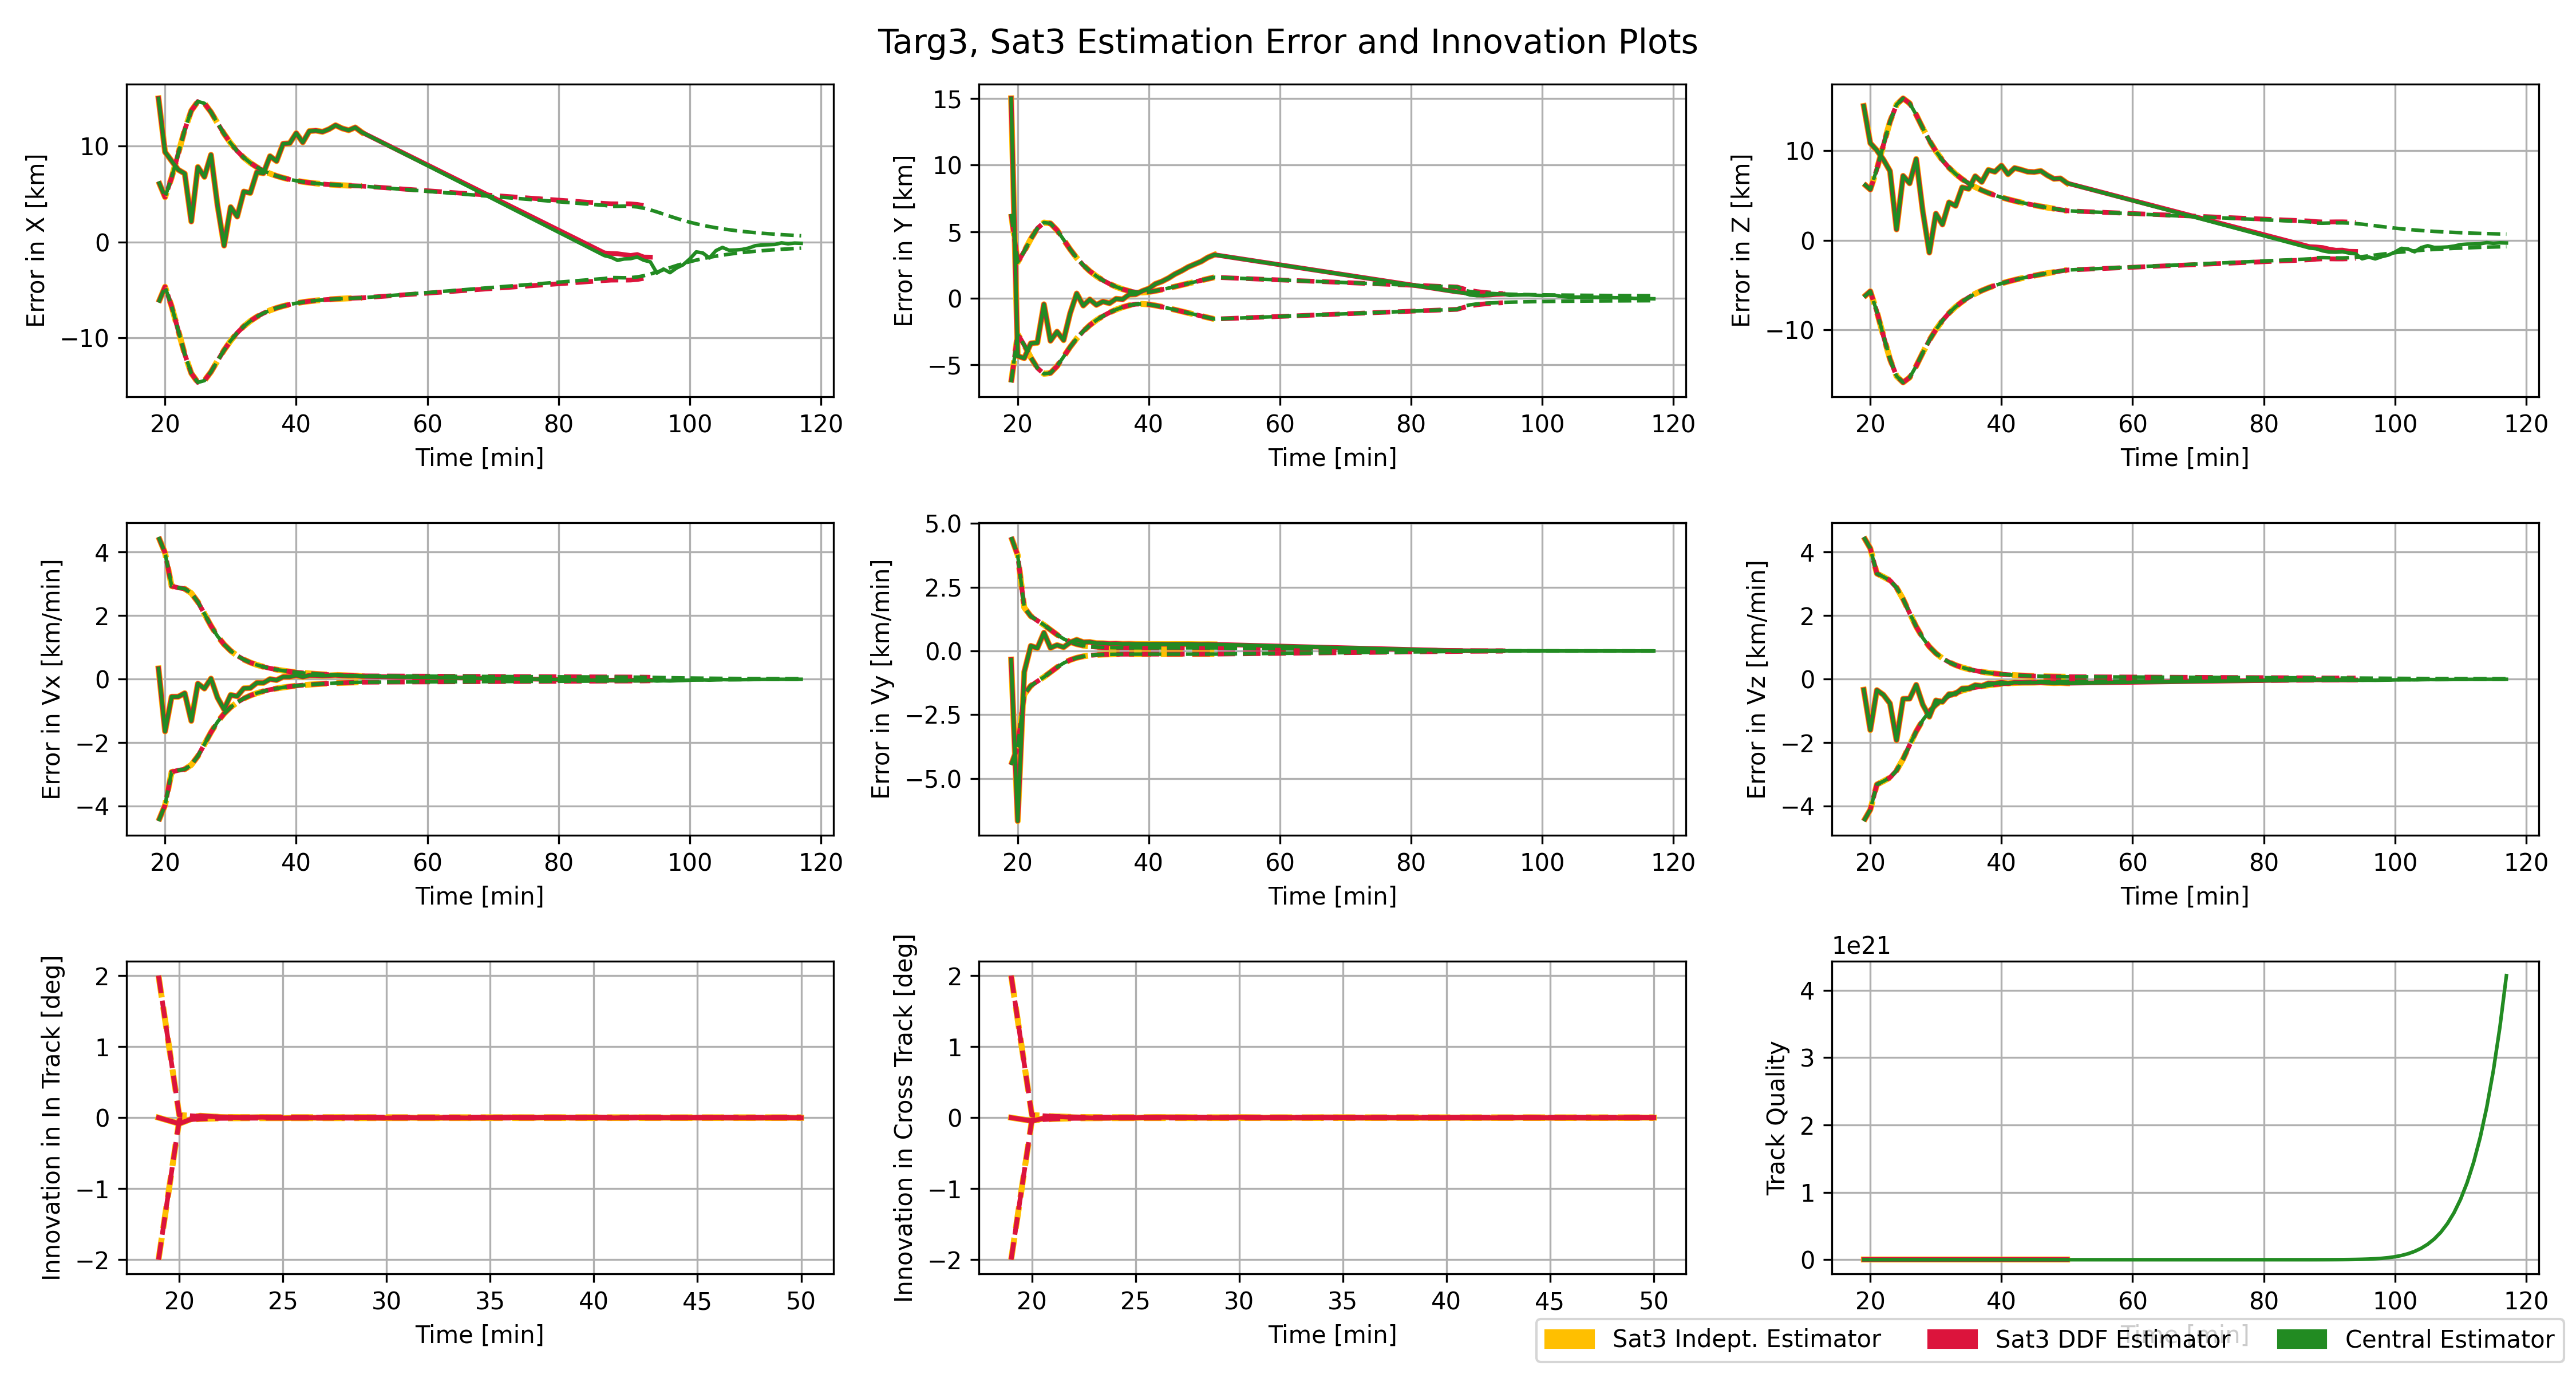 Targ3, Sat3 Estimation Error and Innovation Plots
Error in X [km]
10
0
−10
20 40 60 80 100 120
Time [min]
Error in Y [km]
15
10
5
0
−5
20 40 60 80 100 120
Time [min]
Error in Z [km]
10
0
−10
20 40 60 80 100 120
Time [min]
Error in Vx [km/min]
4
2
0
−2
−4
20 40 60 80 100 120
Time [min]
Error in Vy [km/min]
5.0
2.5
0.0
−2.5
−5.0
20 40 60 80 100 120
Time [min]
Error in Vz [km/min]
4
2
0
−2
−4
20 40 60 80 100 120
Time [min]
Innovation in In Track [deg]
2
1
0
−1
−2
20 25 30 35 40 45 50
Time [min]
Innovation in Cross Track [deg]
2
1
0
−1
−2
20 25 30 35 40 45 50
Time [min]
1e21
Track Quality
4
3
2
1
0
20 40 60 80 100 120
Time [min]
Sat3 Indept. Estimator Sat3 DDF Estimator Central Estimator